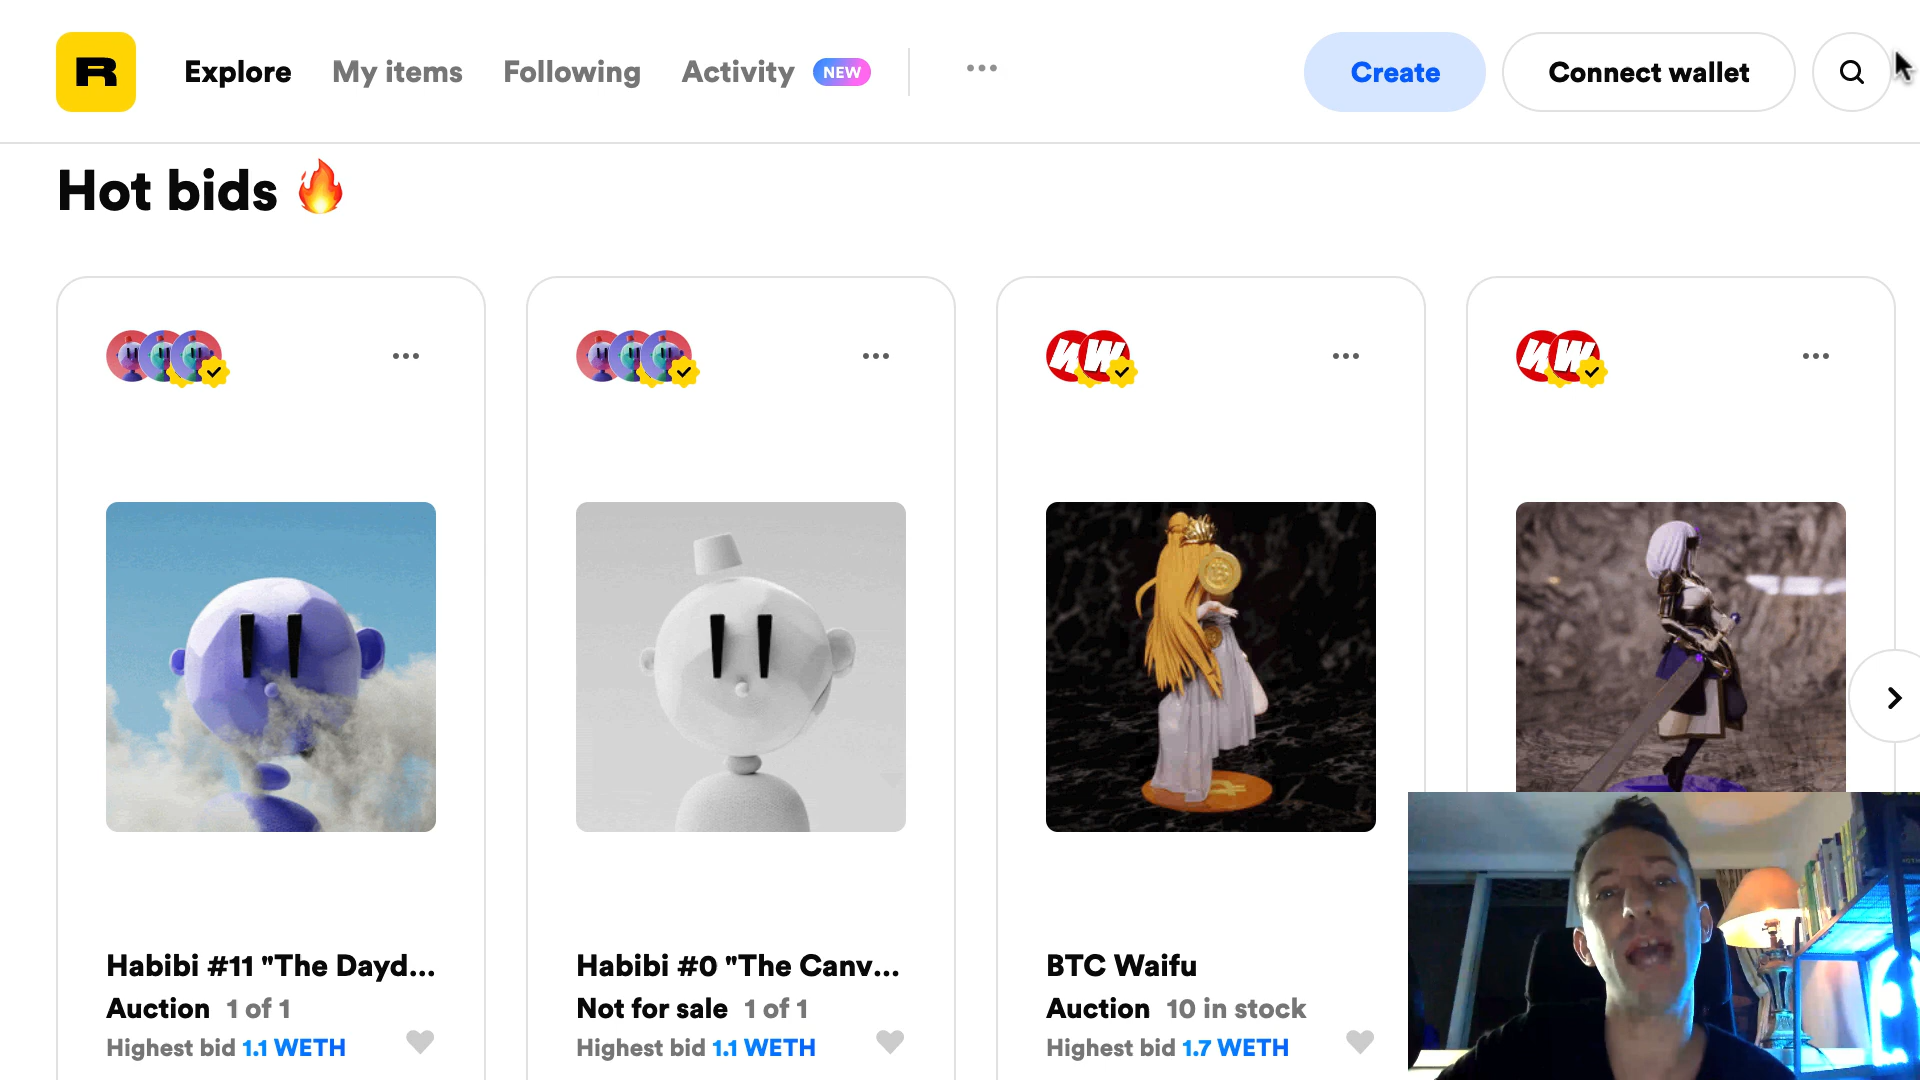 R Explore My items Following Activity NEW ... Create Connect wallet
Hot bids
Habibi #11 "The Dayd...
Auction 1 of 1
Highest bid 1.1 WETH
Habibi #0 "The Canv...
Not for sale 1 of 1
Highest bid 1.1 WETH
BTC Waifu
Auction 10 in stock
Highest bid 1.7 WETH